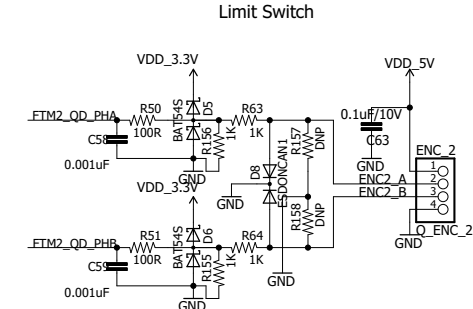 Limit Switch
VDD_3.3V
VDD_5V
FTM2_QD_PHA
R50
100R
BAT54S
D5
R156
1K
R63
1K
C58
0.001uF
GND
D8
ESDONCAN1
R157
DNP
0.1uF/10V
C63
GND
ENC_2
ENC2_A
ENC2_B
1
2
3
4
Q_ENC_2
GND
VDD_3.3V
GND
R158
DNP
FTM2_QD_PHB
R51
100R
BAT54S
D6
R155
1K
R64
1K
C59
0.001uF
GND
GND